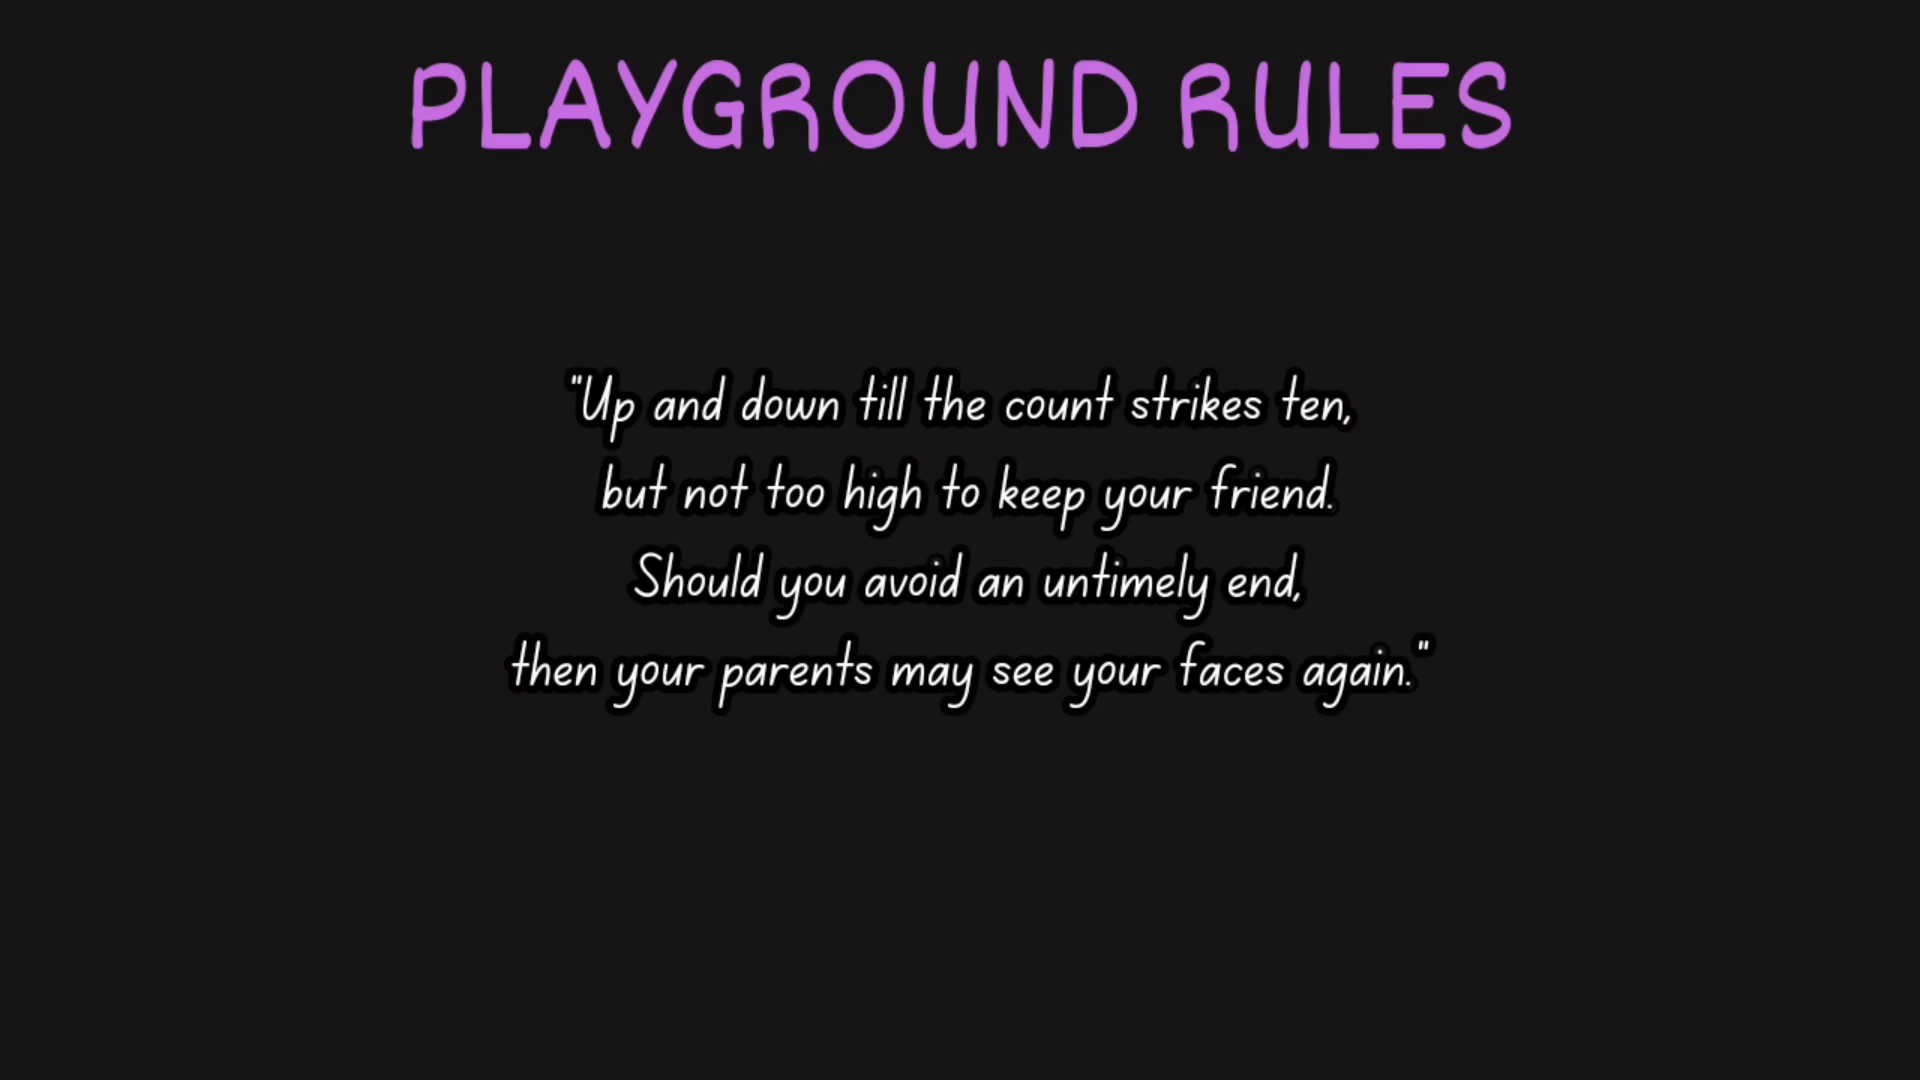 PLAYGROUND RULES
"Up and down till the count strikes ten,
but not too high to keep your friend.
Should you avoid an untimely end,
then your parents may see your faces again."